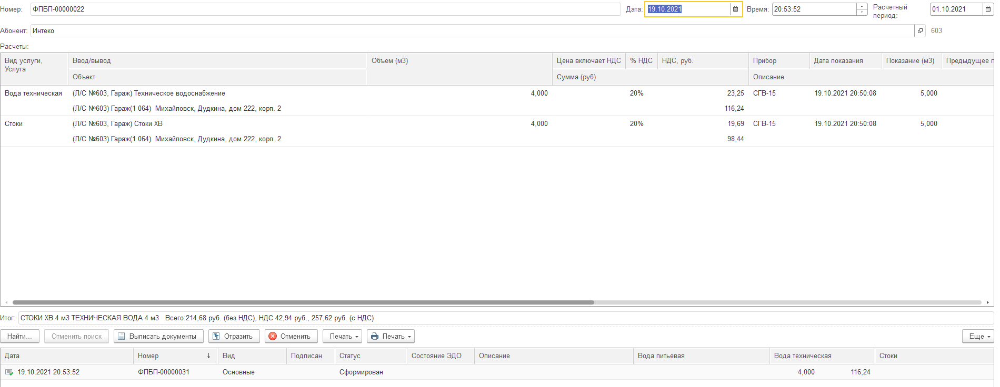 Номер: ФПБП-00000022 Дата: 19.10.2021 Время: 20:53:52 Расчетный период: 01.10.2021
Абонент: Интеко 603
Расчеты:
Вид услуги, Услуга Ввод/вывод Объем (м3) Цена включает НДС % НДС НДС, руб. Прибор Дата показания Показание (м3) Предыдущее п
Объект Сумма (руб) Описание
Вода техническая (Л/С №603, Гараж) Техническое водоснабжение 4,000 20% 23,25 СГВ-15 19.10.2021 20:50:08 5,000
(Л/С №603) Гараж(1 064) Михайловск, Дудкина, дом 222, корп. 2 116,24
Стоки (Л/С №603, Гараж) Стоки ХВ 4,000 20% 19,69 СГВ-15 19.10.2021 20:50:08 5,000
(Л/С №603) Гараж(1 064) Михайловск, Дудкина, дом 222, корп. 2 98,44
Итог: СТОКИ ХВ 4 м3 ТЕХНИЧЕСКАЯ ВОДА 4 м3 Всего:214,68 руб. (без НДС), НДС 42,94 руб., 257,62 руб. (с НДС)
Найти... Отменить поиск Выписать документы Отразить Отменить Печать Печать Еще
Дата Номер Вид Подписан Статус Состояние ЭДО Описание Вода питьевая Вода техническая Стоки
19.10.2021 20:53:52 ФПБП-00000031 Основные Сформирован 4,000 116,24